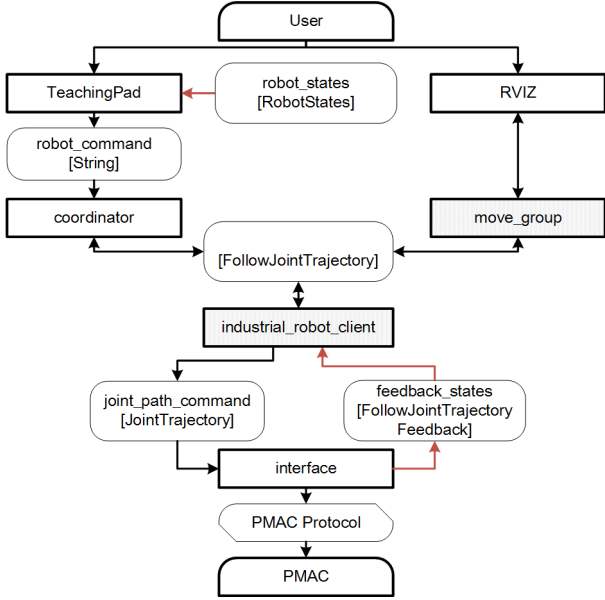 User
TeachingPad
robot_states
[RobotStates]
RVIZ
robot_command
[String]
coordinator
move_group
[FollowJointTrajectory]
industrial_robot_client
joint_path_command
[JointTrajectory]
feedback_states
[FollowJointTrajectory
Feedback]
interface
PMAC Protocol
PMAC